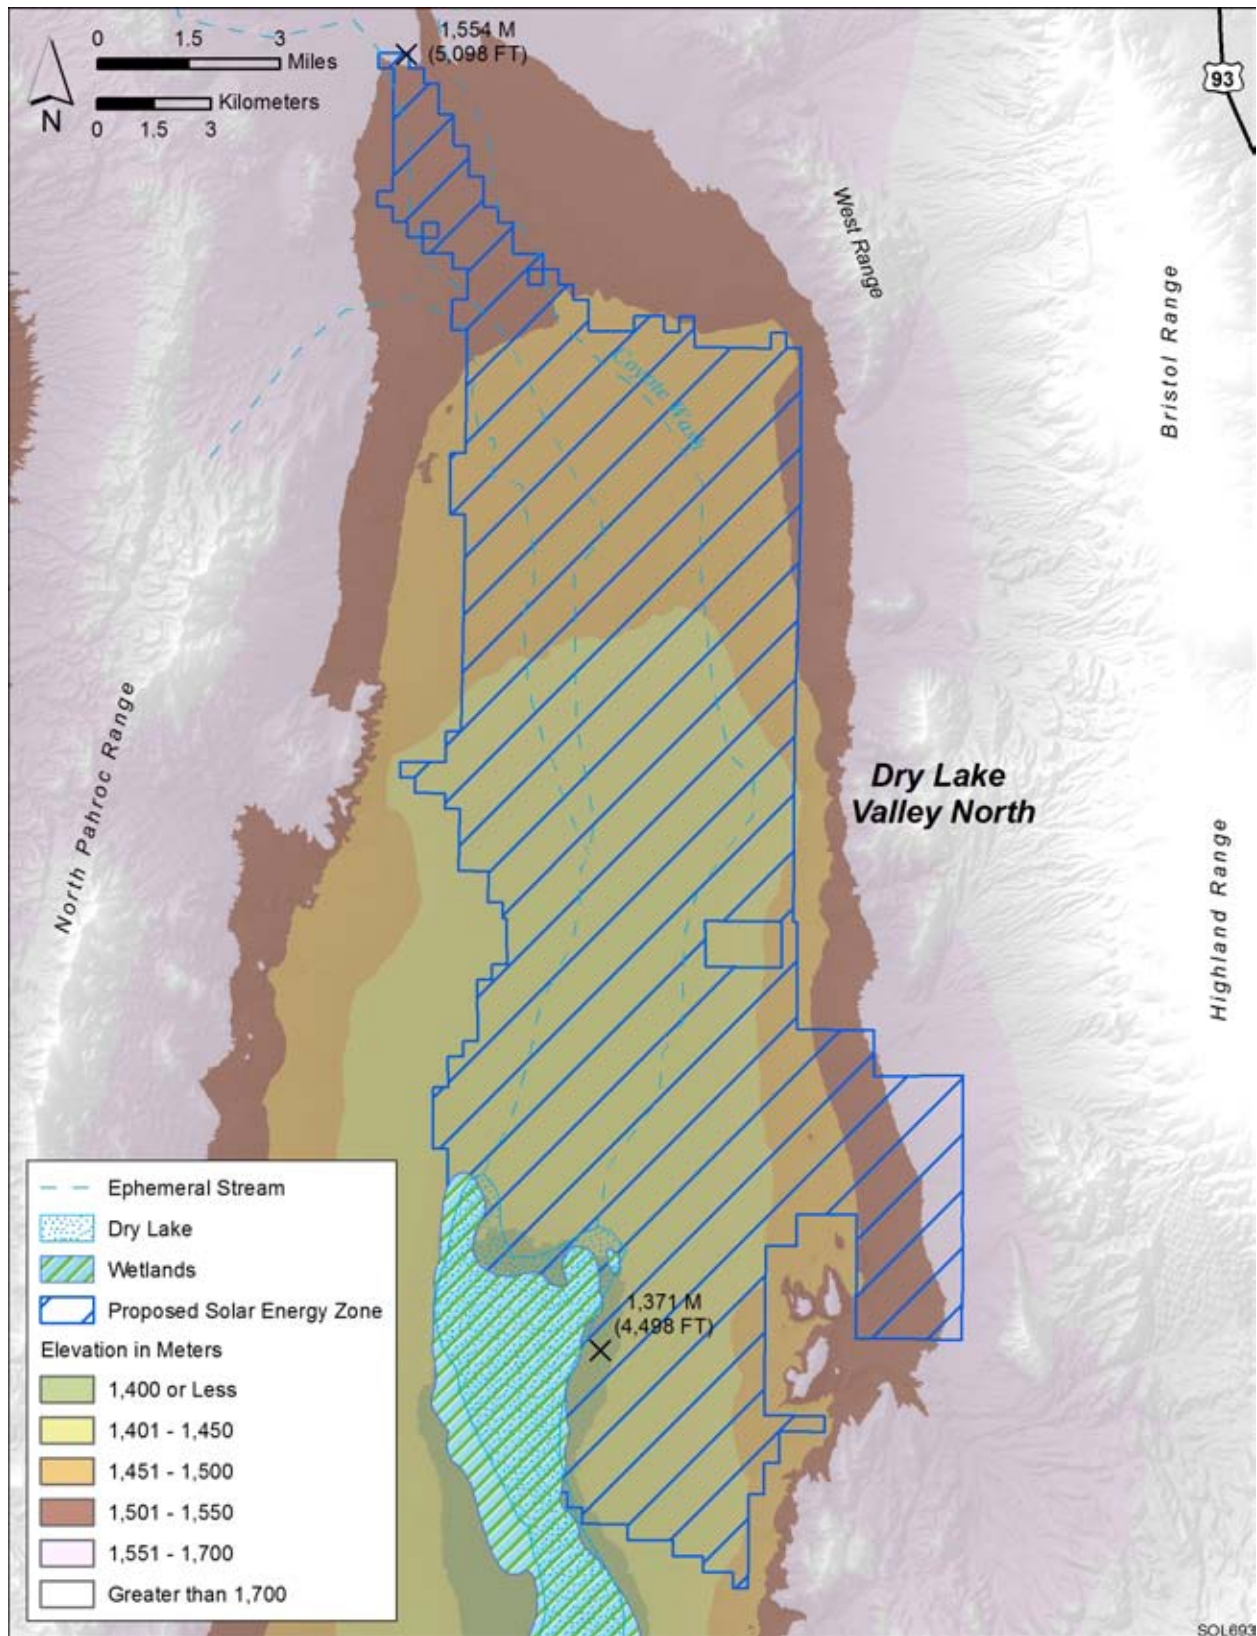 1,554 M
(5,098 FT)
0 1.5 3
Miles
Kilometers
0 1.5 3
N
93
West Range
Bristol Range
Coyote Wash
North Pahroc Range
Dry Lake
Valley North
Highland Range
1,371 M
(4,498 FT)
Ephemeral Stream
Dry Lake
Wetlands
Proposed Solar Energy Zone
Elevation in Meters
1,400 or Less
1,401 - 1,450
1,451 - 1,500
1,501 - 1,550
1,551 - 1,700
Greater than 1,700
SOL693